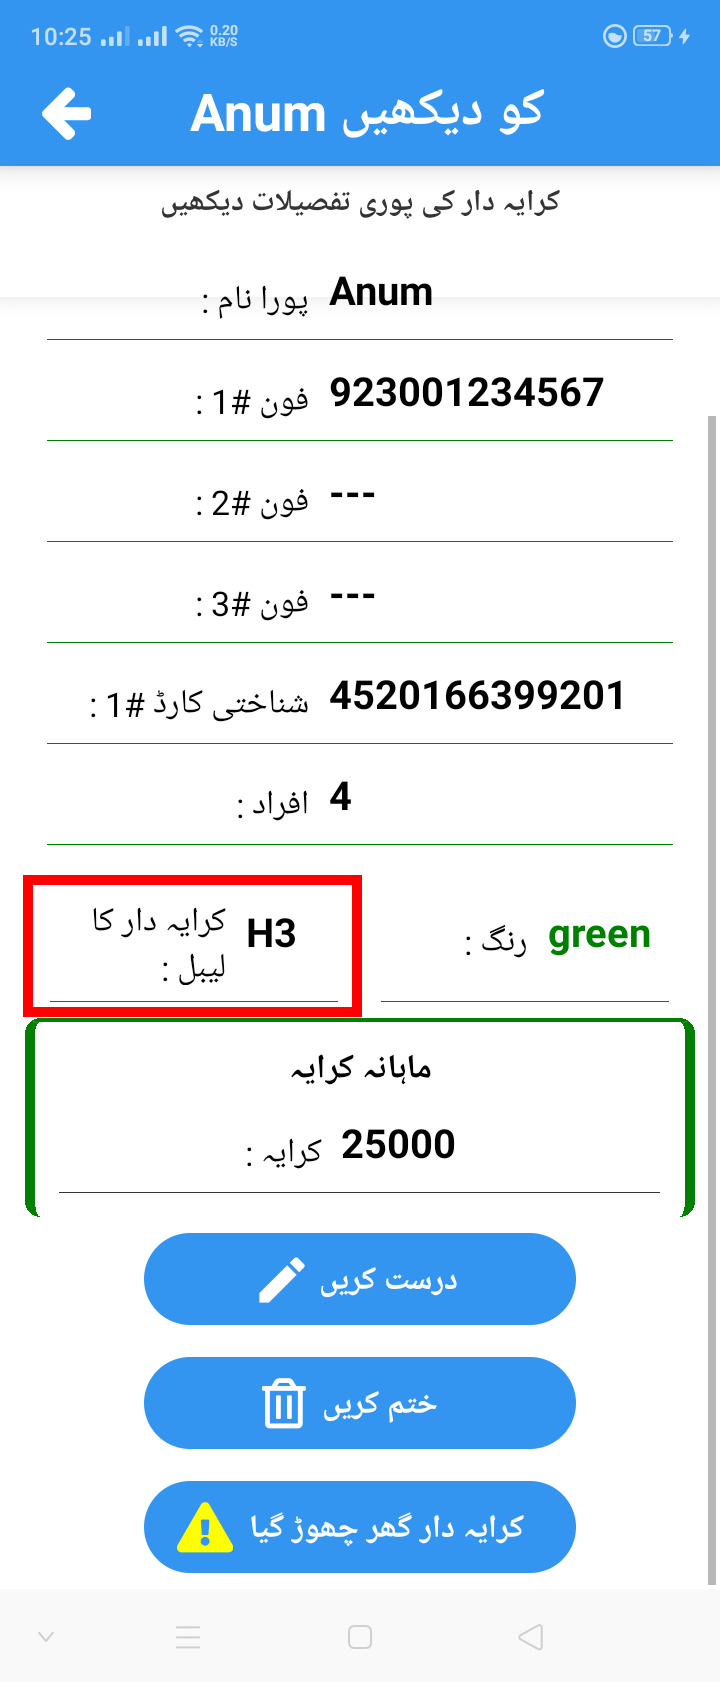 10:25 0.20 KB/S 57
Anum کو دیکھیں
کرایہ دار کی پوری تفصیلات دیکھیں
پورا نام : Anum
فون #1 : 923001234567
فون #2 : ---
فون #3 : ---
شناختی کارڈ #1 : 4520166399201
افراد : 4
کرایہ دار کا لیبل : H3
رنگ : green
ماہانہ کرایہ
کرایہ : 25000
درست کریں
ختم کریں
کرایہ دار گھر چھوڑ گیا